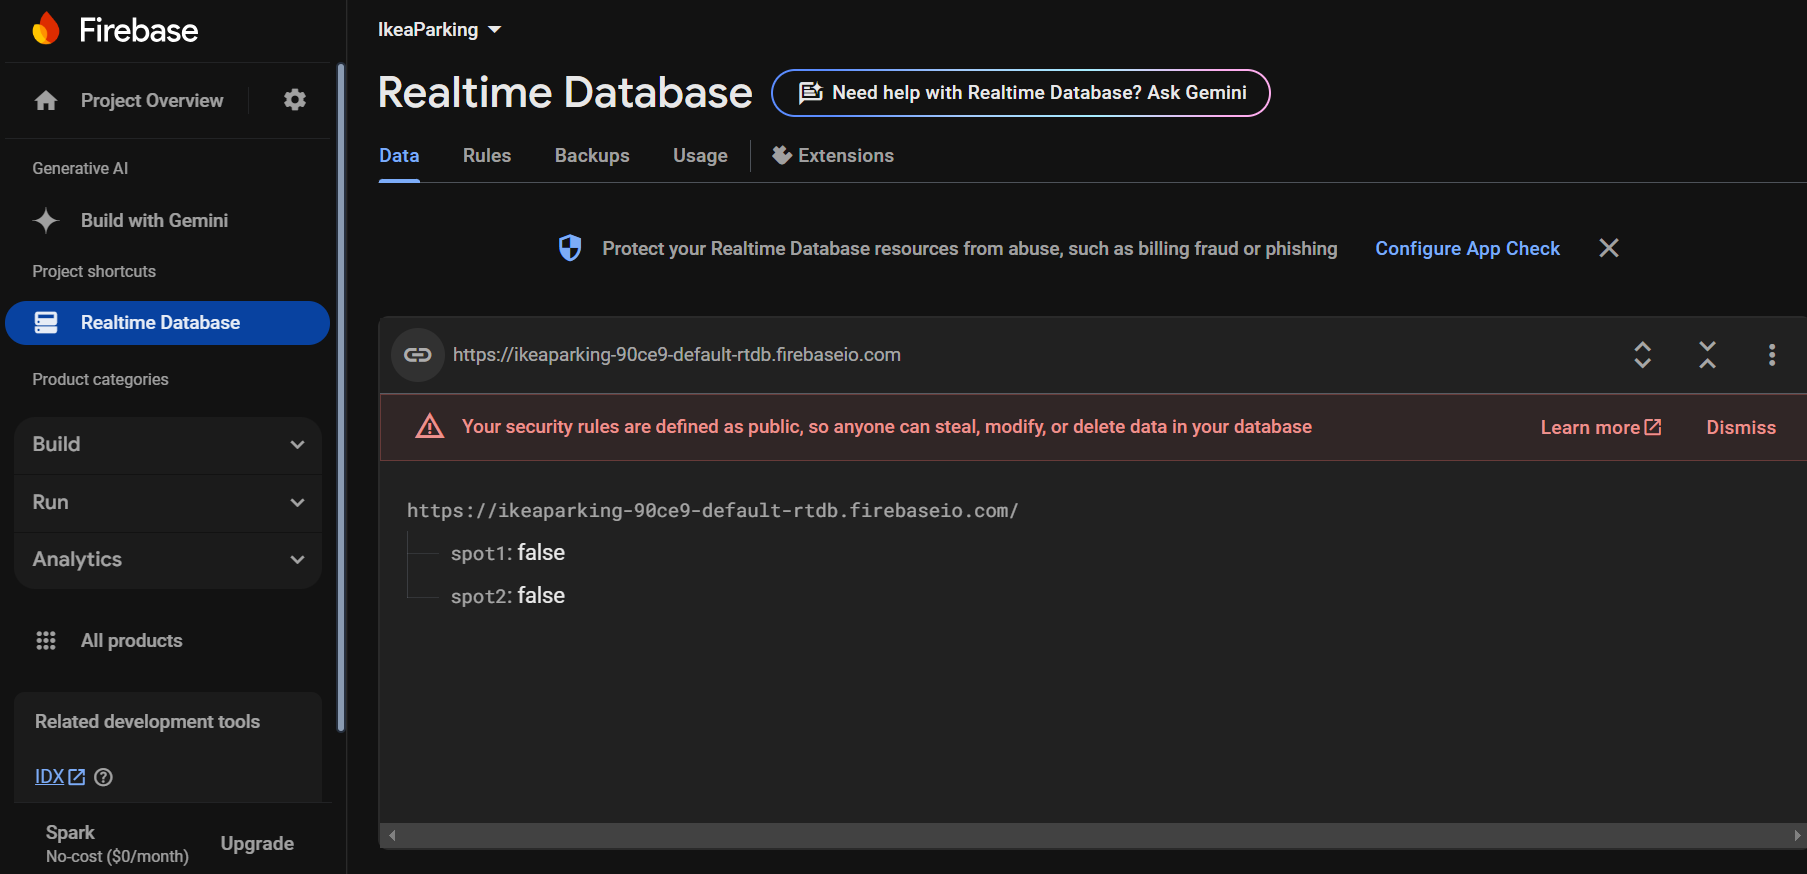 Firebase
Project Overview
Generative AI
Build with Gemini
Project shortcuts
Realtime Database
Product categories
Build
Run
Analytics
All products
Related development tools
IDX
Spark
No-cost ($0/month)
Upgrade
IkeaParking
Realtime Database
Need help with Realtime Database? Ask Gemini
Data Rules Backups Usage Extensions
Protect your Realtime Database resources from abuse, such as billing fraud or phishing Configure App Check
https://ikeaparking-90ce9-default-rtdb.firebaseio.com
Your security rules are defined as public, so anyone can steal, modify, or delete data in your database Learn more Dismiss
https://ikeaparking-90ce9-default-rtdb.firebaseio.com/
spot1: false
spot2: false